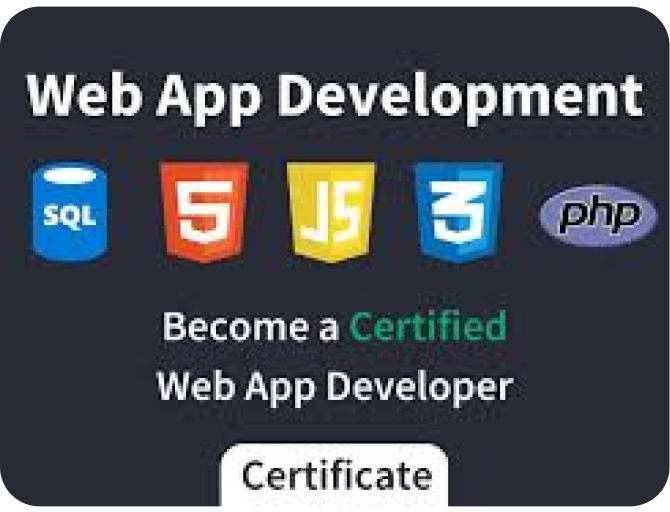 Web App Development
SQL 5 JS 3 php
Become a Certified
Web App Developer
Certificate